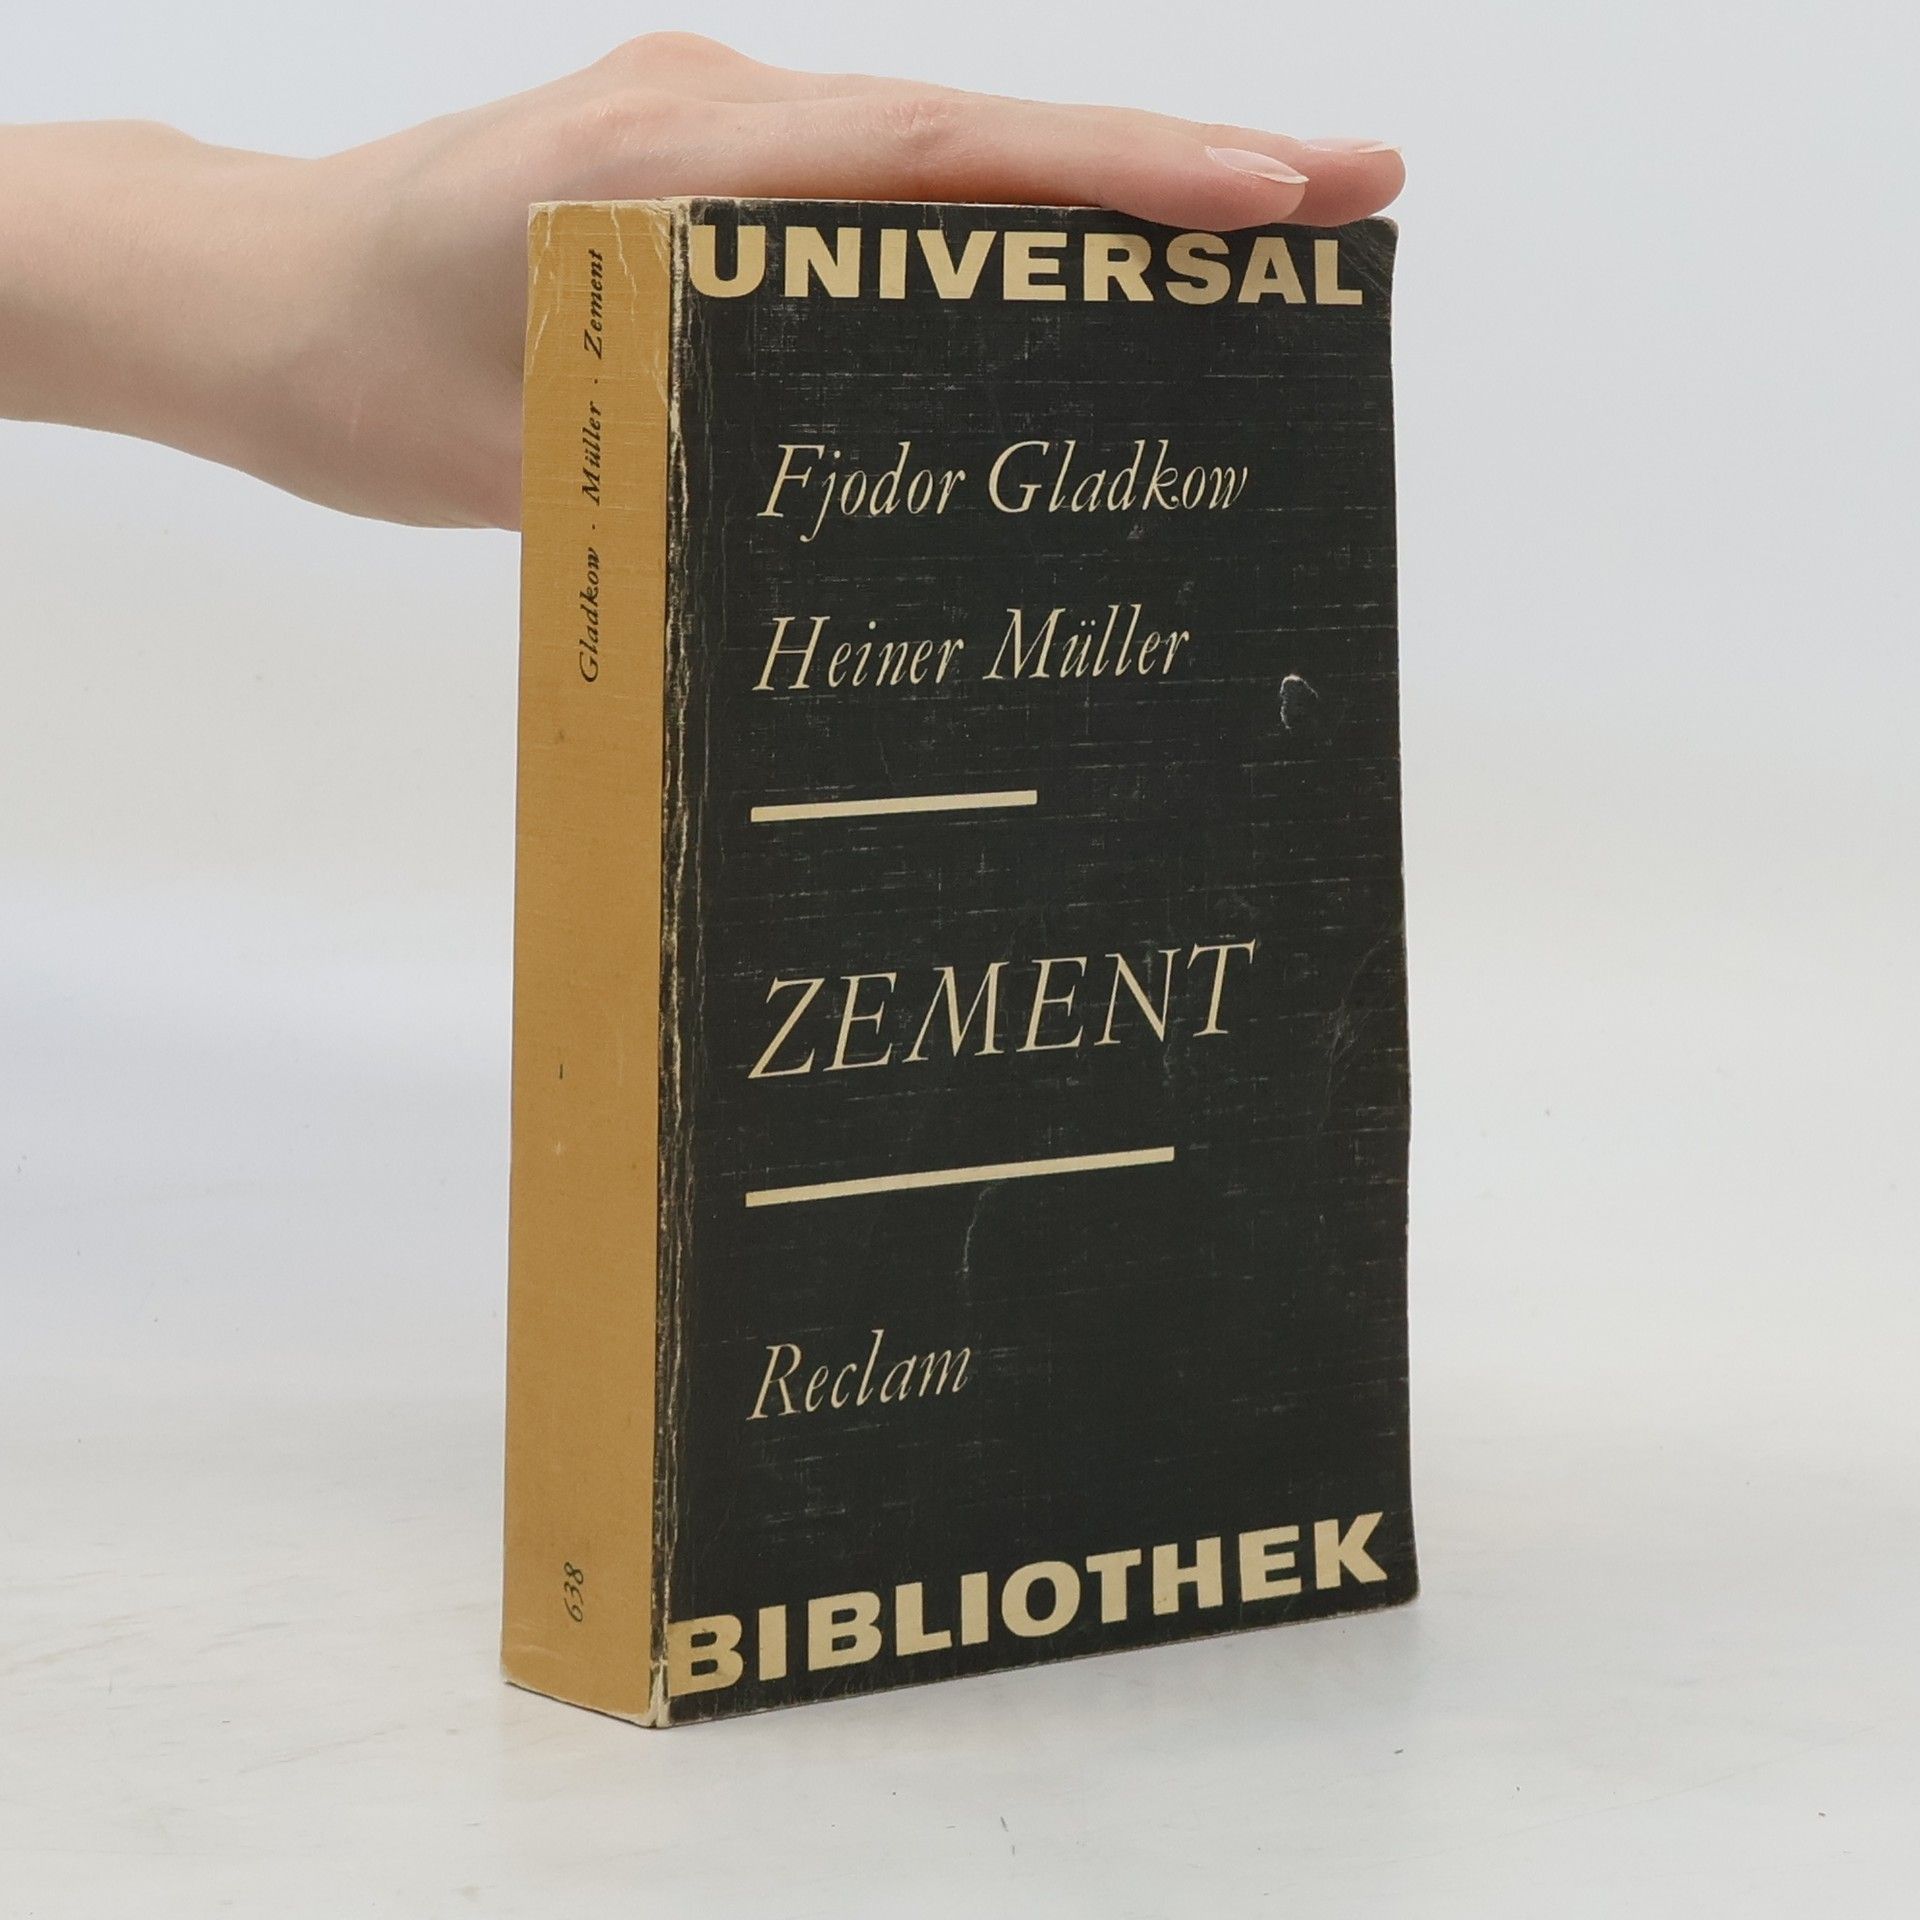 Gladkow · Müller · Zement
638
UNIVERSAL
Fjodor Gladkow
Heiner Müller
ZEMENT
Reclam
BIBLIOTHEK